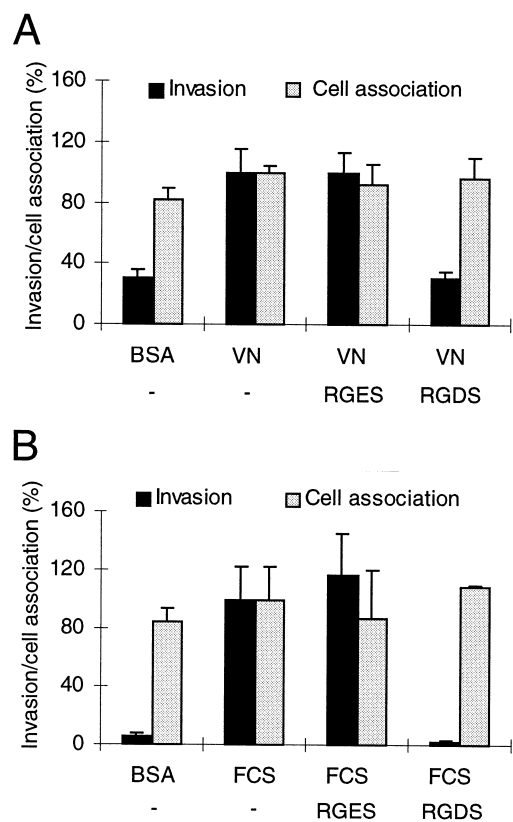 A
Invasion/cell association (%)
160
120
80
40
0
Invasion
Cell association
BSA VN VN VN
- - RGES RGDS
B
Invasion/cell association (%)
160
120
80
40
0
Invasion
Cell association
BSA FCS FCS FCS
- - RGES RGDS